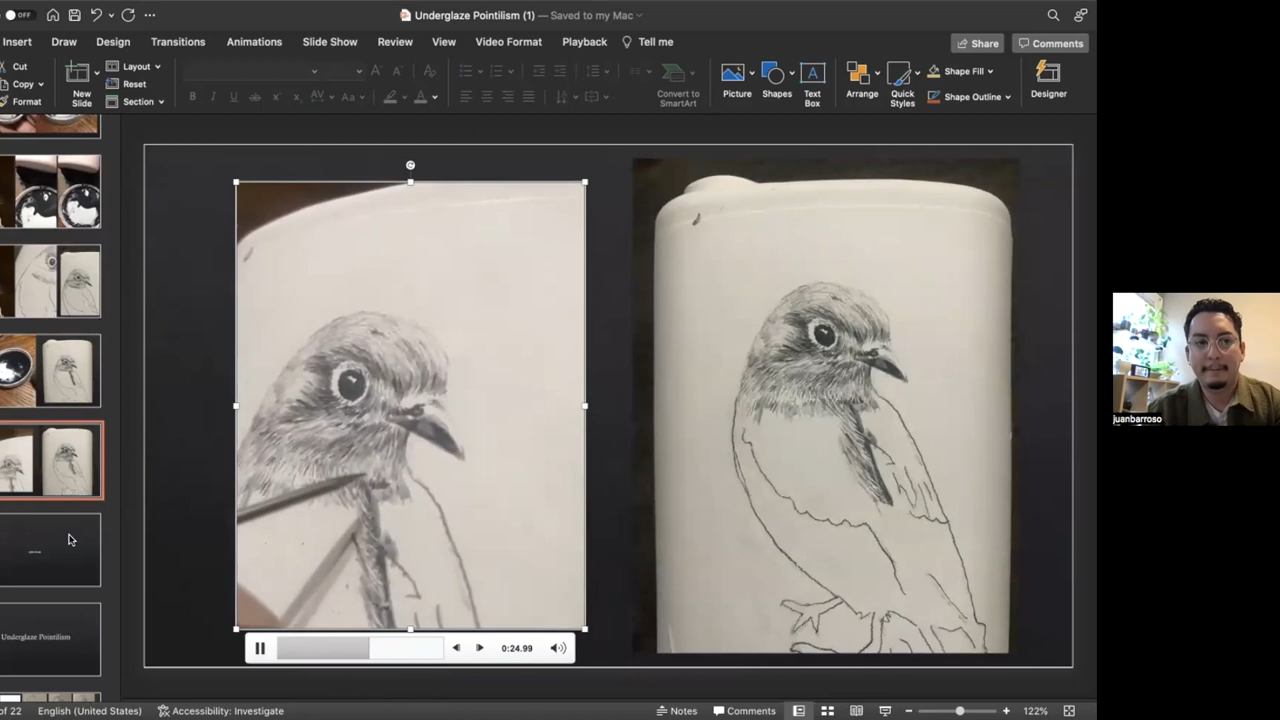 OFF
Underglaze Pointilism (1) — Saved to my Mac
Insert Draw Design Transitions Animations Slide Show Review View Video Format Playback Tell me Share Comments
Cut
Copy
Format
New Slide
Layout
Reset
Section
B I U ab x x AV Aa A
Convert to SmartArt
Picture
Shapes
A
Text Box
Arrange
Quick Styles
Shape Fill
Shape Outline
Designer
Underglaze Pointilism
0:24.99
juanbarroso
of 22 English (United States) Accessibility: Investigate Notes Comments 122%